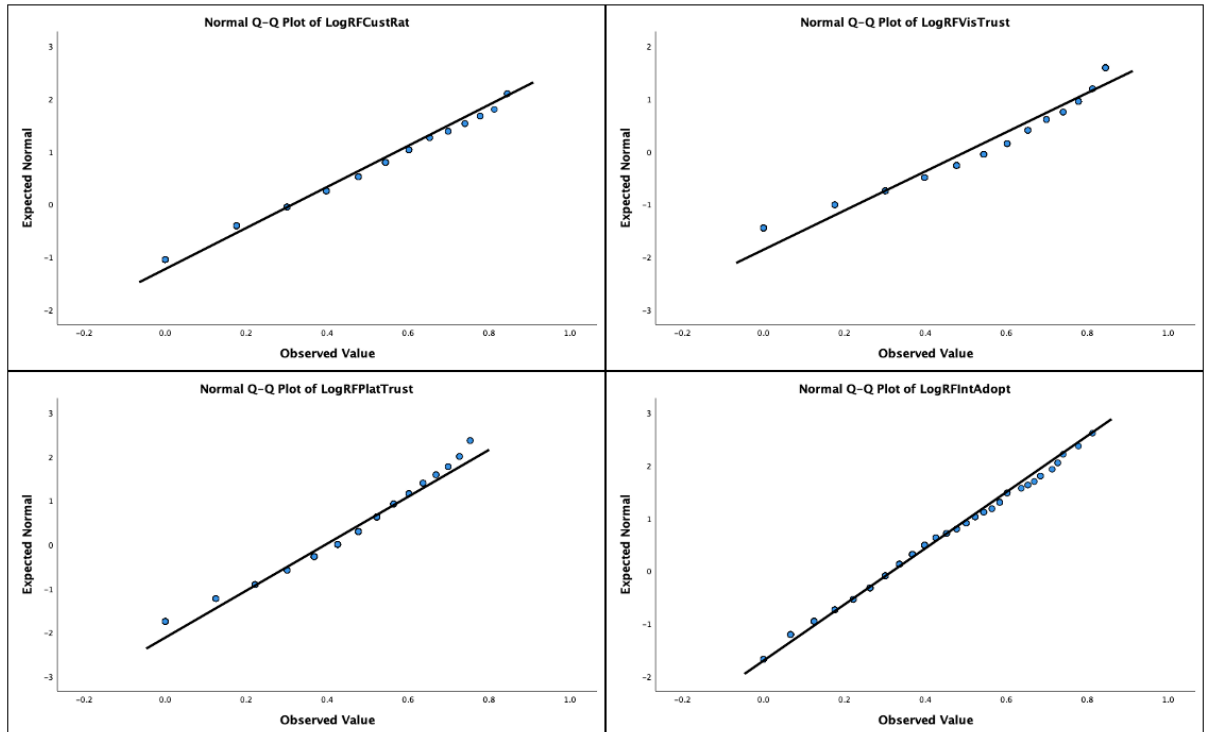 Normal Q-Q Plot of LogRFCustRat
Expected Normal
3
2
1
0
-1
-2
-0.2 0.0 0.2 0.4 0.6 0.8 1.0
Observed Value
Normal Q-Q Plot of LogRFVisTrust
Expected Normal
2
1
0
-1
-2
-3
-0.2 0.0 0.2 0.4 0.6 0.8 1.0
Observed Value
Normal Q-Q Plot of LogRFPlatTrust
Expected Normal
3
2
1
0
-1
-2
-3
-0.2 0.0 0.2 0.4 0.6 0.8 1.0
Observed Value
Normal Q-Q Plot of LogRFIntAdopt
Expected Normal
3
2
1
0
-1
-2
-0.2 0.0 0.2 0.4 0.6 0.8 1.0
Observed Value